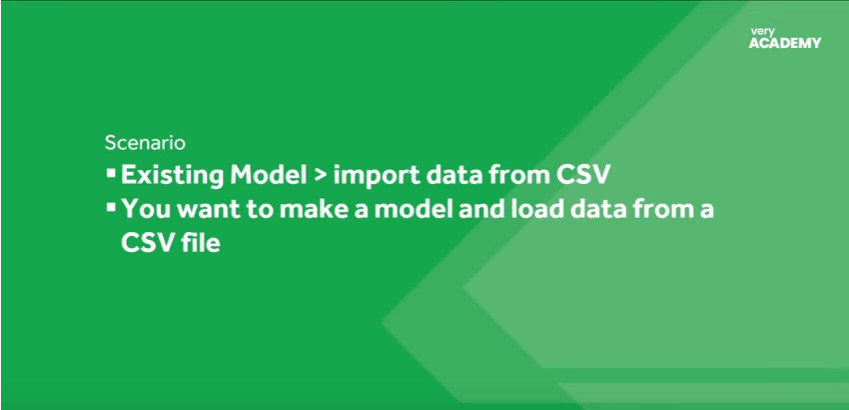 very
ACADEMY
Scenario
▪Existing Model > import data from CSV
▪You want to make a model and load data from a
CSV file